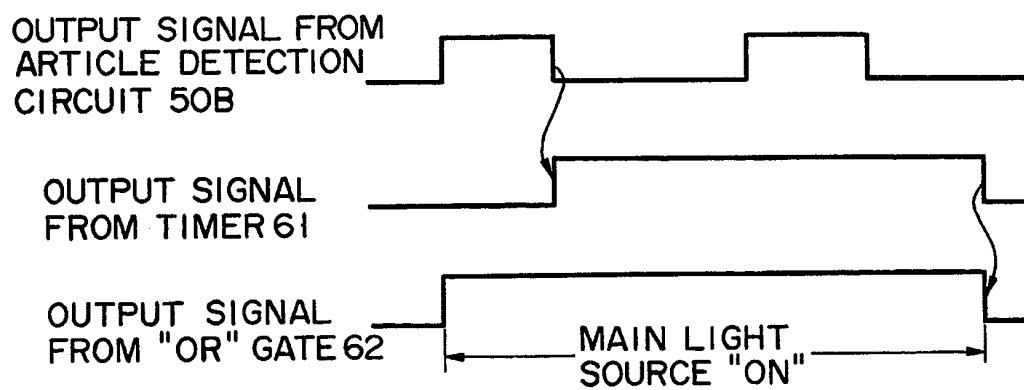 OUTPUT SIGNAL FROM
ARTICLE DETECTION
CIRCUIT 50B
OUTPUT SIGNAL
FROM TIMER 61
OUTPUT SIGNAL
FROM "OR" GATE 62
MAIN LIGHT
SOURCE "ON"